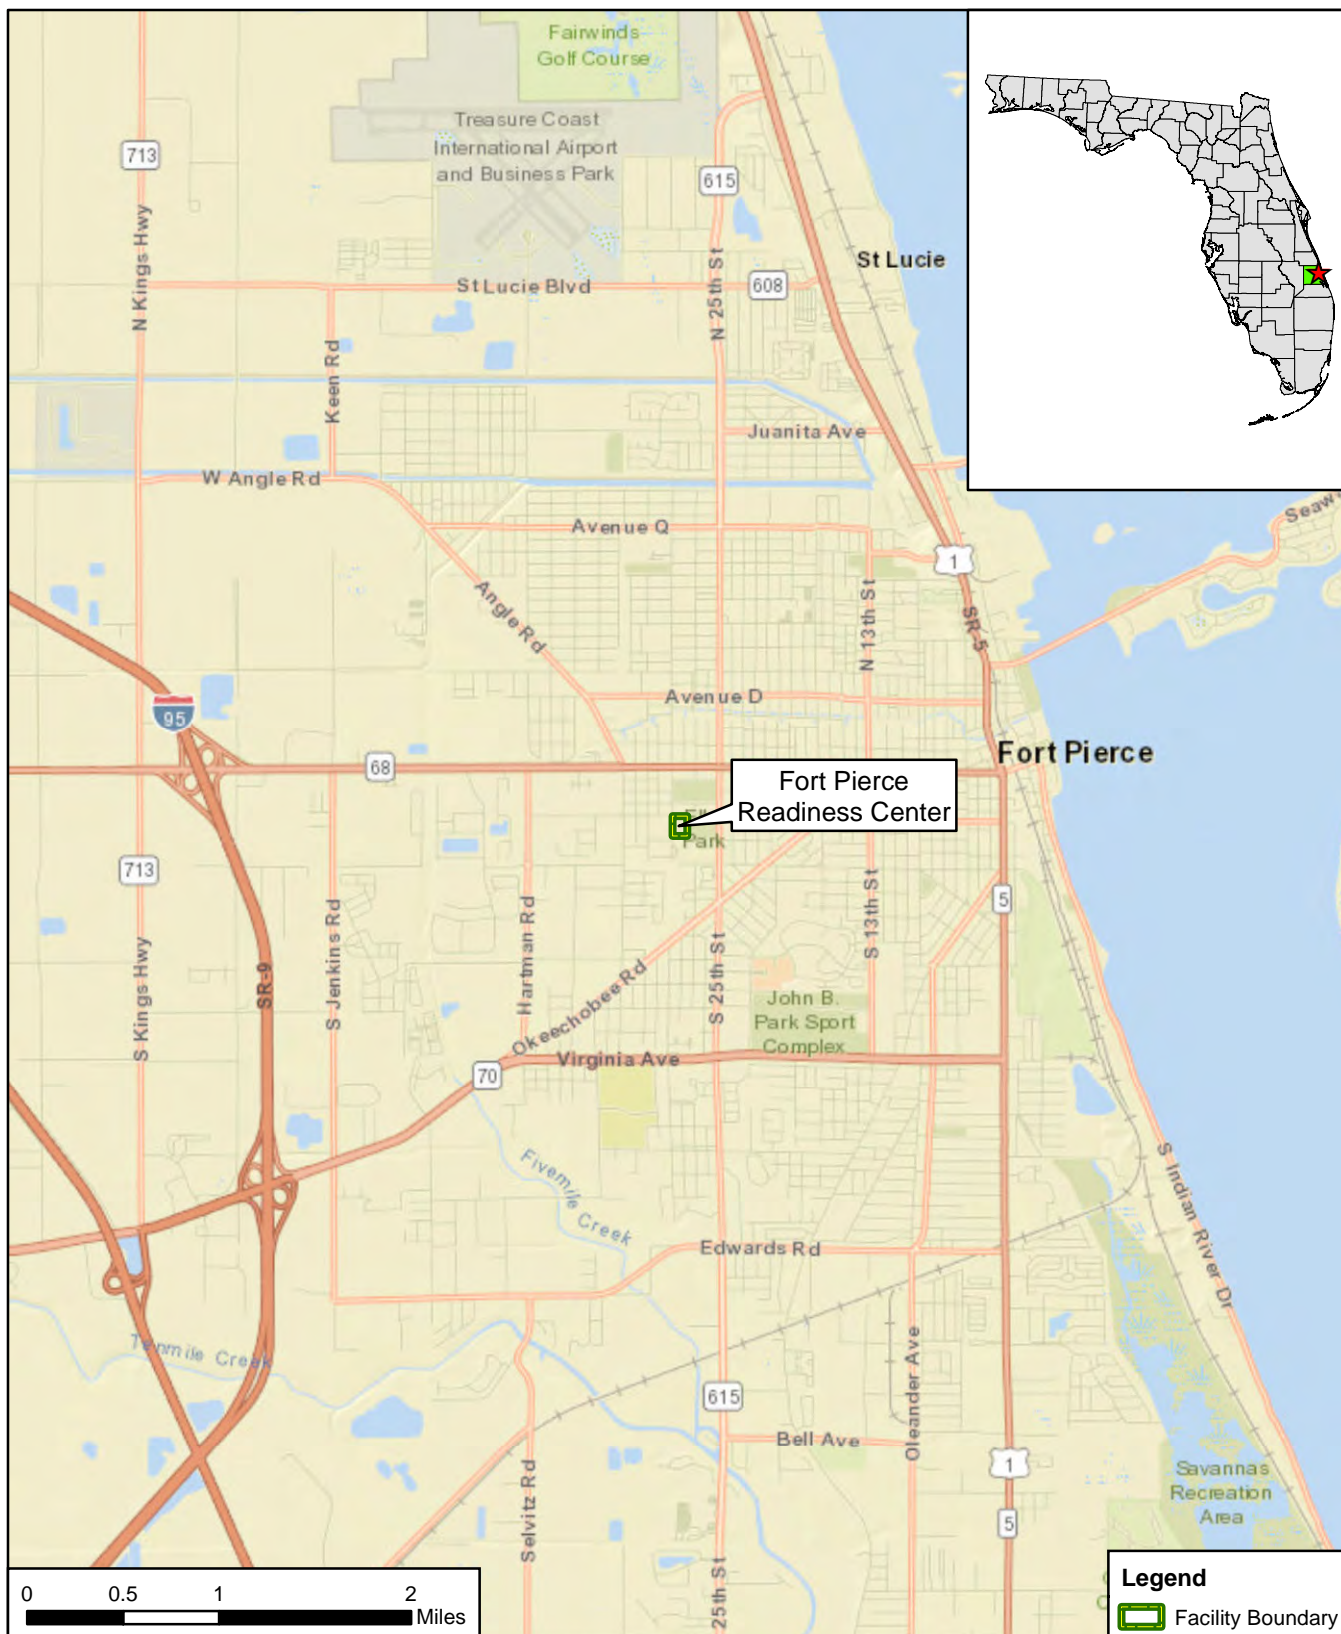 Fairwinds
Golf Course
Treasure Coast
International Airport
and Business Park
713
615
N Kings Hwy
N 25th St
St Lucie
St Lucie Blvd
608
Keen Rd
Juanita Ave
W Angle Rd
Avenue Q
1
Angle Rd
N 13th St
SR-5
Avenue D
95
68
Fort Pierce
Fort Pierce
Readiness Center
Park
713
5
S Kings Hwy
SR-9
S Jenkins Rd
Hartman Rd
Okeechobee Rd
S 25th St
S 13th St
John B.
Park Sport
Complex
Virginia Ave
70
Fivemile Creek
S Indian River Dr
Edwards Rd
Tenmile Creek
615
Oleander Ave
Bell Ave
Selvitz Rd
1
5
Savannas
Recreation
Area
25th St
0 0.5 1 2
Miles
Legend
Facility Boundary